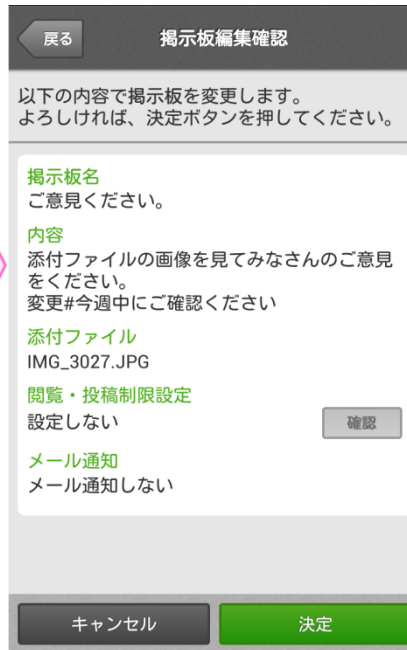 戻る
掲示板編集確認
以下の内容で掲示板を変更します。
よろしければ、決定ボタンを押してください。
掲示板名
ご意見ください。
内容
添付ファイルの画像を見てみなさんのご意見
をください。
変更#今週中にご確認ください
添付ファイル
IMG_3027.JPG
閲覧・投稿制限設定
設定しない
確認
メール通知
メール通知しない
キャンセル
決定